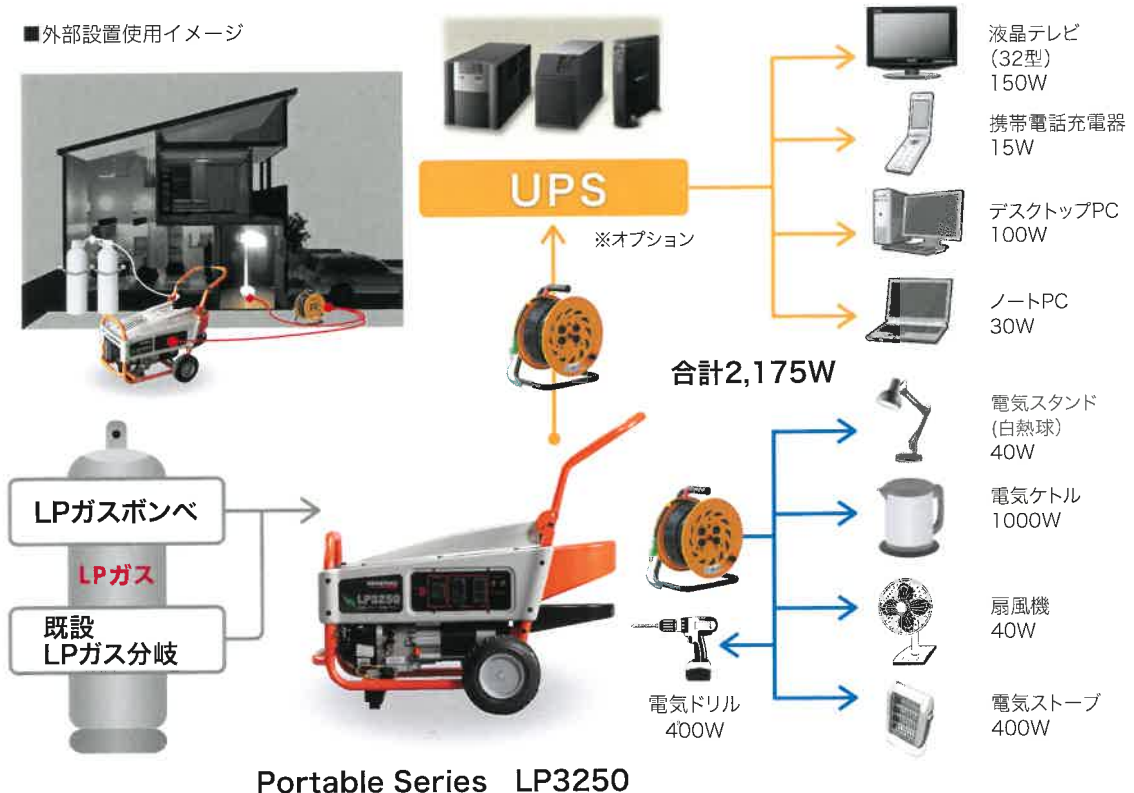 ■外部設置使用イメージ
UPS
※オプション
液晶テレビ
（32型）
150W
携帯電話充電器
15W
デスクトップPC
100W
ノートPC
30W
合計2,175W
電気スタンド
(白熱球）
40W
電気ケトル
1000W
扇風機
40W
電気ストーブ
400W
電気ドリル
400W
LPガスボンベ
LPガス
既設
LPガス分岐
LP3250
Portable Series LP3250